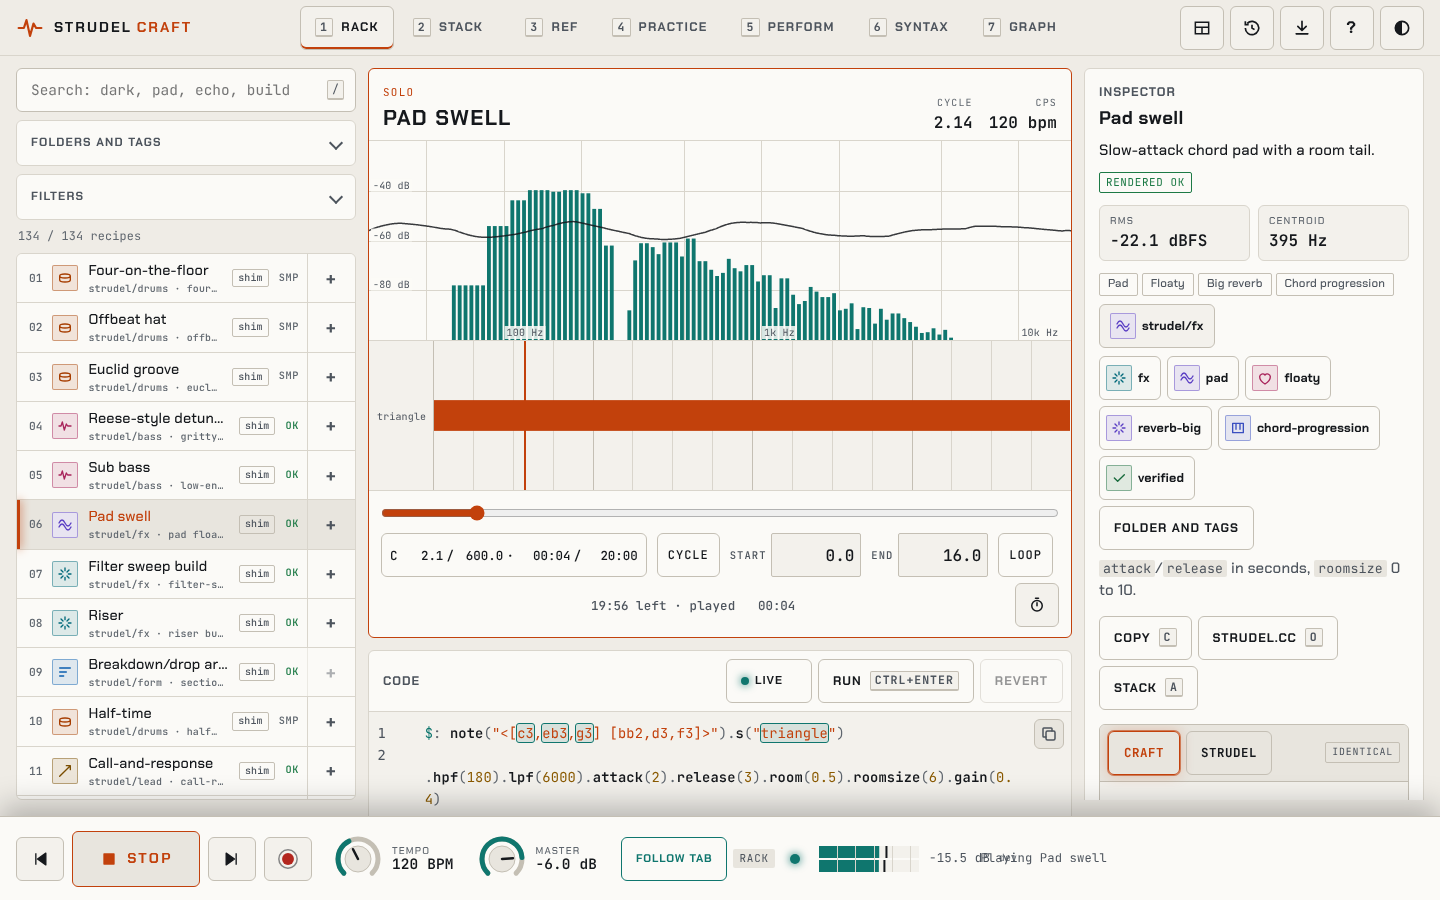 STRUDEL CRAFT
1 RACK
2 STACK
3 REF
4 PRACTICE
5 PERFORM
6 SYNTAX
7 GRAPH
?
Search: dark, pad, echo, build /
FOLDERS AND TAGS
FILTERS
134 / 134 recipes
01 Four-on-the-floor shim SMP +
strudel/drums · four…
02 Offbeat hat shim SMP +
strudel/drums · offb…
03 Euclid groove shim SMP +
strudel/drums · eucl…
04 Reese-style detun… shim OK +
strudel/bass · gritty…
05 Sub bass shim OK +
strudel/bass · low-en…
06 Pad swell shim OK +
strudel/fx · pad floa…
07 Filter sweep build shim OK +
strudel/fx · filter-s…
08 Riser shim OK +
strudel/fx · riser bu…
09 Breakdown/drop ar… shim OK +
strudel/form · sectio…
10 Half-time shim SMP +
strudel/drums · half…
11 Call-and-response shim OK +
strudel/lead · call-r…
SOLO
PAD SWELL
CYCLE
2.14
CPS
120 bpm
-40 dB
-60 dB
-80 dB
100 Hz
1k Hz
10k Hz
triangle
C 2.1/ 600.0· 00:04/ 20:00
CYCLE
START 0.0
END 16.0
LOOP
19:56 left · played 00:04
CODE
LIVE
RUN CTRL+ENTER
REVERT
1 $: note("<[c3,eb3,g3] [bb2,d3,f3]>").s("triangle")
2
.hpf(180).lpf(6000).attack(2).release(3).room(0.5).roomsize(6).gain(0.
4)
INSPECTOR
Pad swell
Slow-attack chord pad with a room tail.
RENDERED OK
RMS
-22.1 dBFS
CENTROID
395 Hz
Pad
Floaty
Big reverb
Chord progression
strudel/fx
fx
pad
floaty
reverb-big
chord-progression
verified
FOLDER AND TAGS
attack/release in seconds, roomsize 0
to 10.
COPY C
STRUDEL.CC O
STACK A
CRAFT
STRUDEL
IDENTICAL
STOP
TEMPO
120 BPM
MASTER
-6.0 dB
FOLLOW TAB
RACK
-15.5 dB
Playing Pad swell